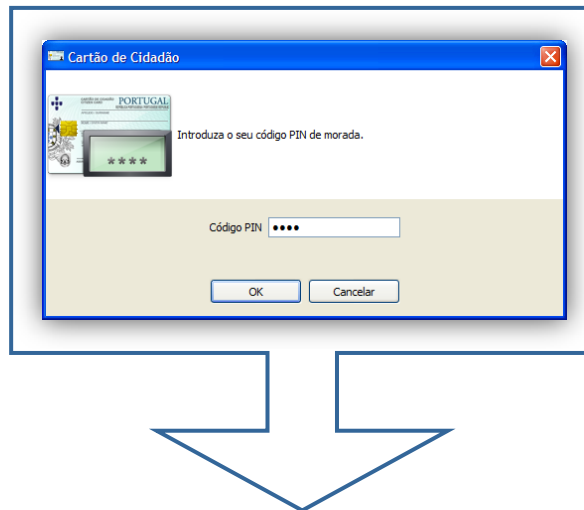 Cartão de Cidadão
PORTUGAL
Introduza o seu código PIN de morada.
****
Código PIN ●●●●
OK Cancelar